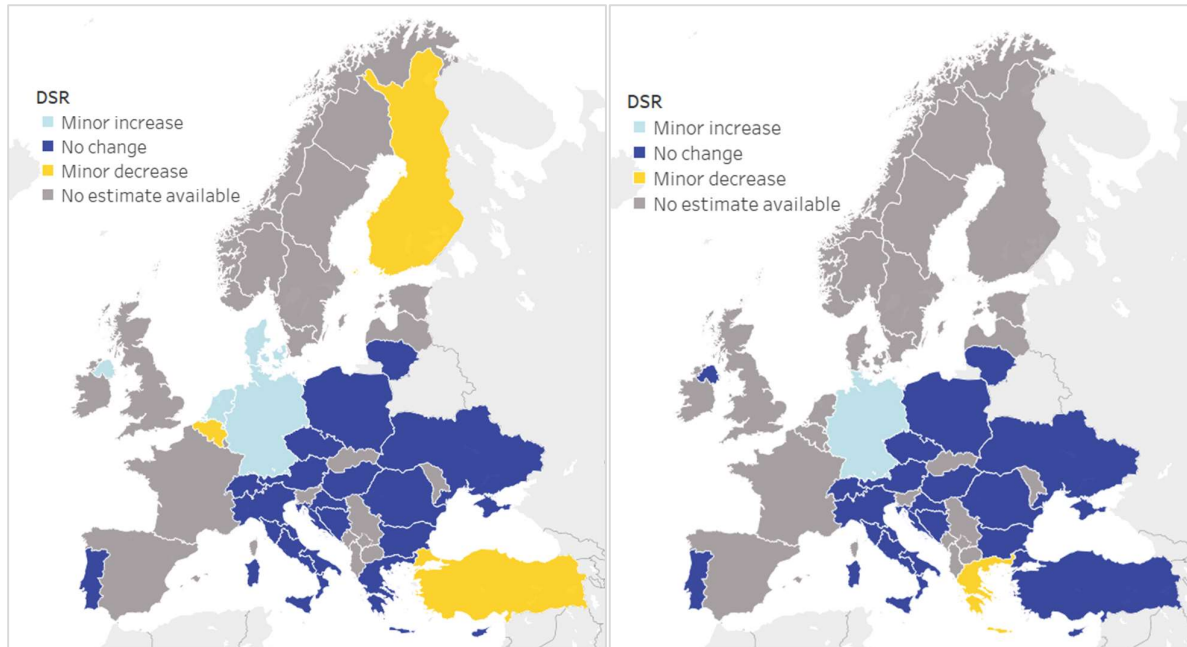 DSR
Minor increase
No change
Minor decrease
No estimate available
DSR
Minor increase
No change
Minor decrease
No estimate available